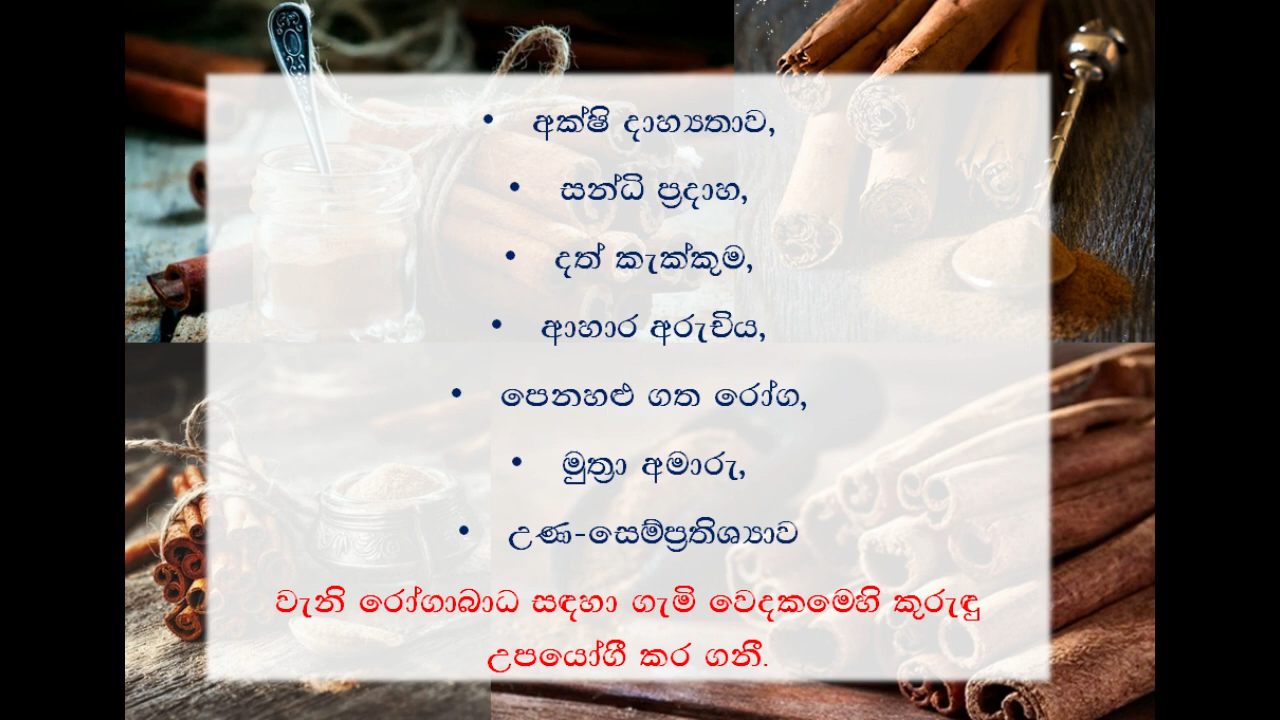 • අක්ෂි දාහ්‍යතාව,
• සන්ධි ප්‍රදාහ,
• දත් කැක්කුම,
• ආහාර අරුචිය,
• පෙනහළු ගත රෝග,
• මුත්‍රා අමාරු,
• උණ-සෙම්ප්‍රතිශ්‍යාව
වැනි රෝගාබාධ සඳහා ගැමි වෙදකමෙහි කුරුඳු
උපයෝගී කර ගනී.